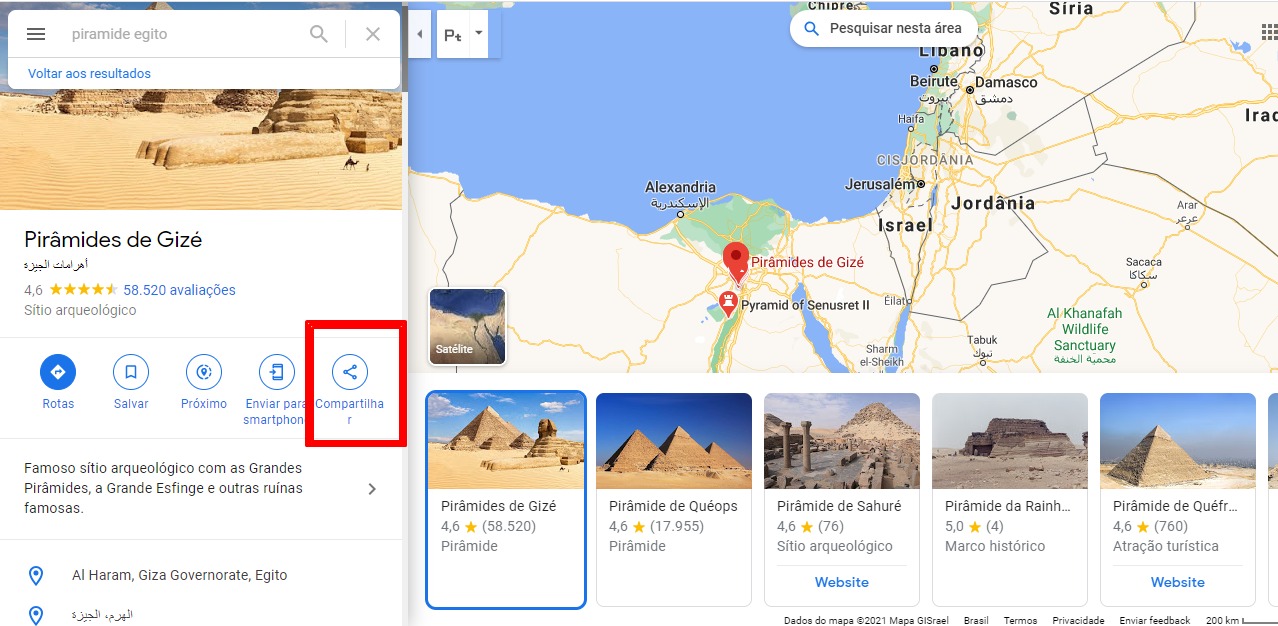 piramide egito
Voltar aos resultados
Pirâmides de Gizé
أهرامات الجيزة
4,6 58.520 avaliações
Sítio arqueológico
Rotas
Salvar
Próximo
Enviar para
smartphon
Compartilha
r
Famoso sítio arqueológico com as Grandes
Pirâmides, a Grande Esfinge e outras ruínas
famosas.
Al Haram, Giza Governorate, Egito
الهرم، الجيزة
Pesquisar nesta área
Chipre
Síria
Líbano
Beirute
بيروت
Damasco
دمشق
Haifa
Irac
CISJORDÂNIA
Jerusalém
Alexandria
الإسكندرية
Jordânia
Israel
Arar
عرعر
Pirâmides de Gizé
Pyramid of Senusret II
Éilat
Sacaca
سكاكا
Al Khanafah
Wildlife
Sanctuary
محمية الخنفة
Tabuk
تبوك
Sharm
el-Sheikh
Satélite
Pirâmides de Gizé
4,6 (58.520)
Pirâmide
Pirâmide de Quéops
4,6 (17.955)
Pirâmide
Pirâmide de Sahuré
4,6 (76)
Sítio arqueológico
Website
Pirâmide da Rainh...
5,0 (4)
Marco histórico
Pirâmide de Quéfr...
4,6 (760)
Atração turística
Website
Dados do mapa ©2021 Mapa GISrael Brasil Termos Privacidade Enviar feedback 200 km